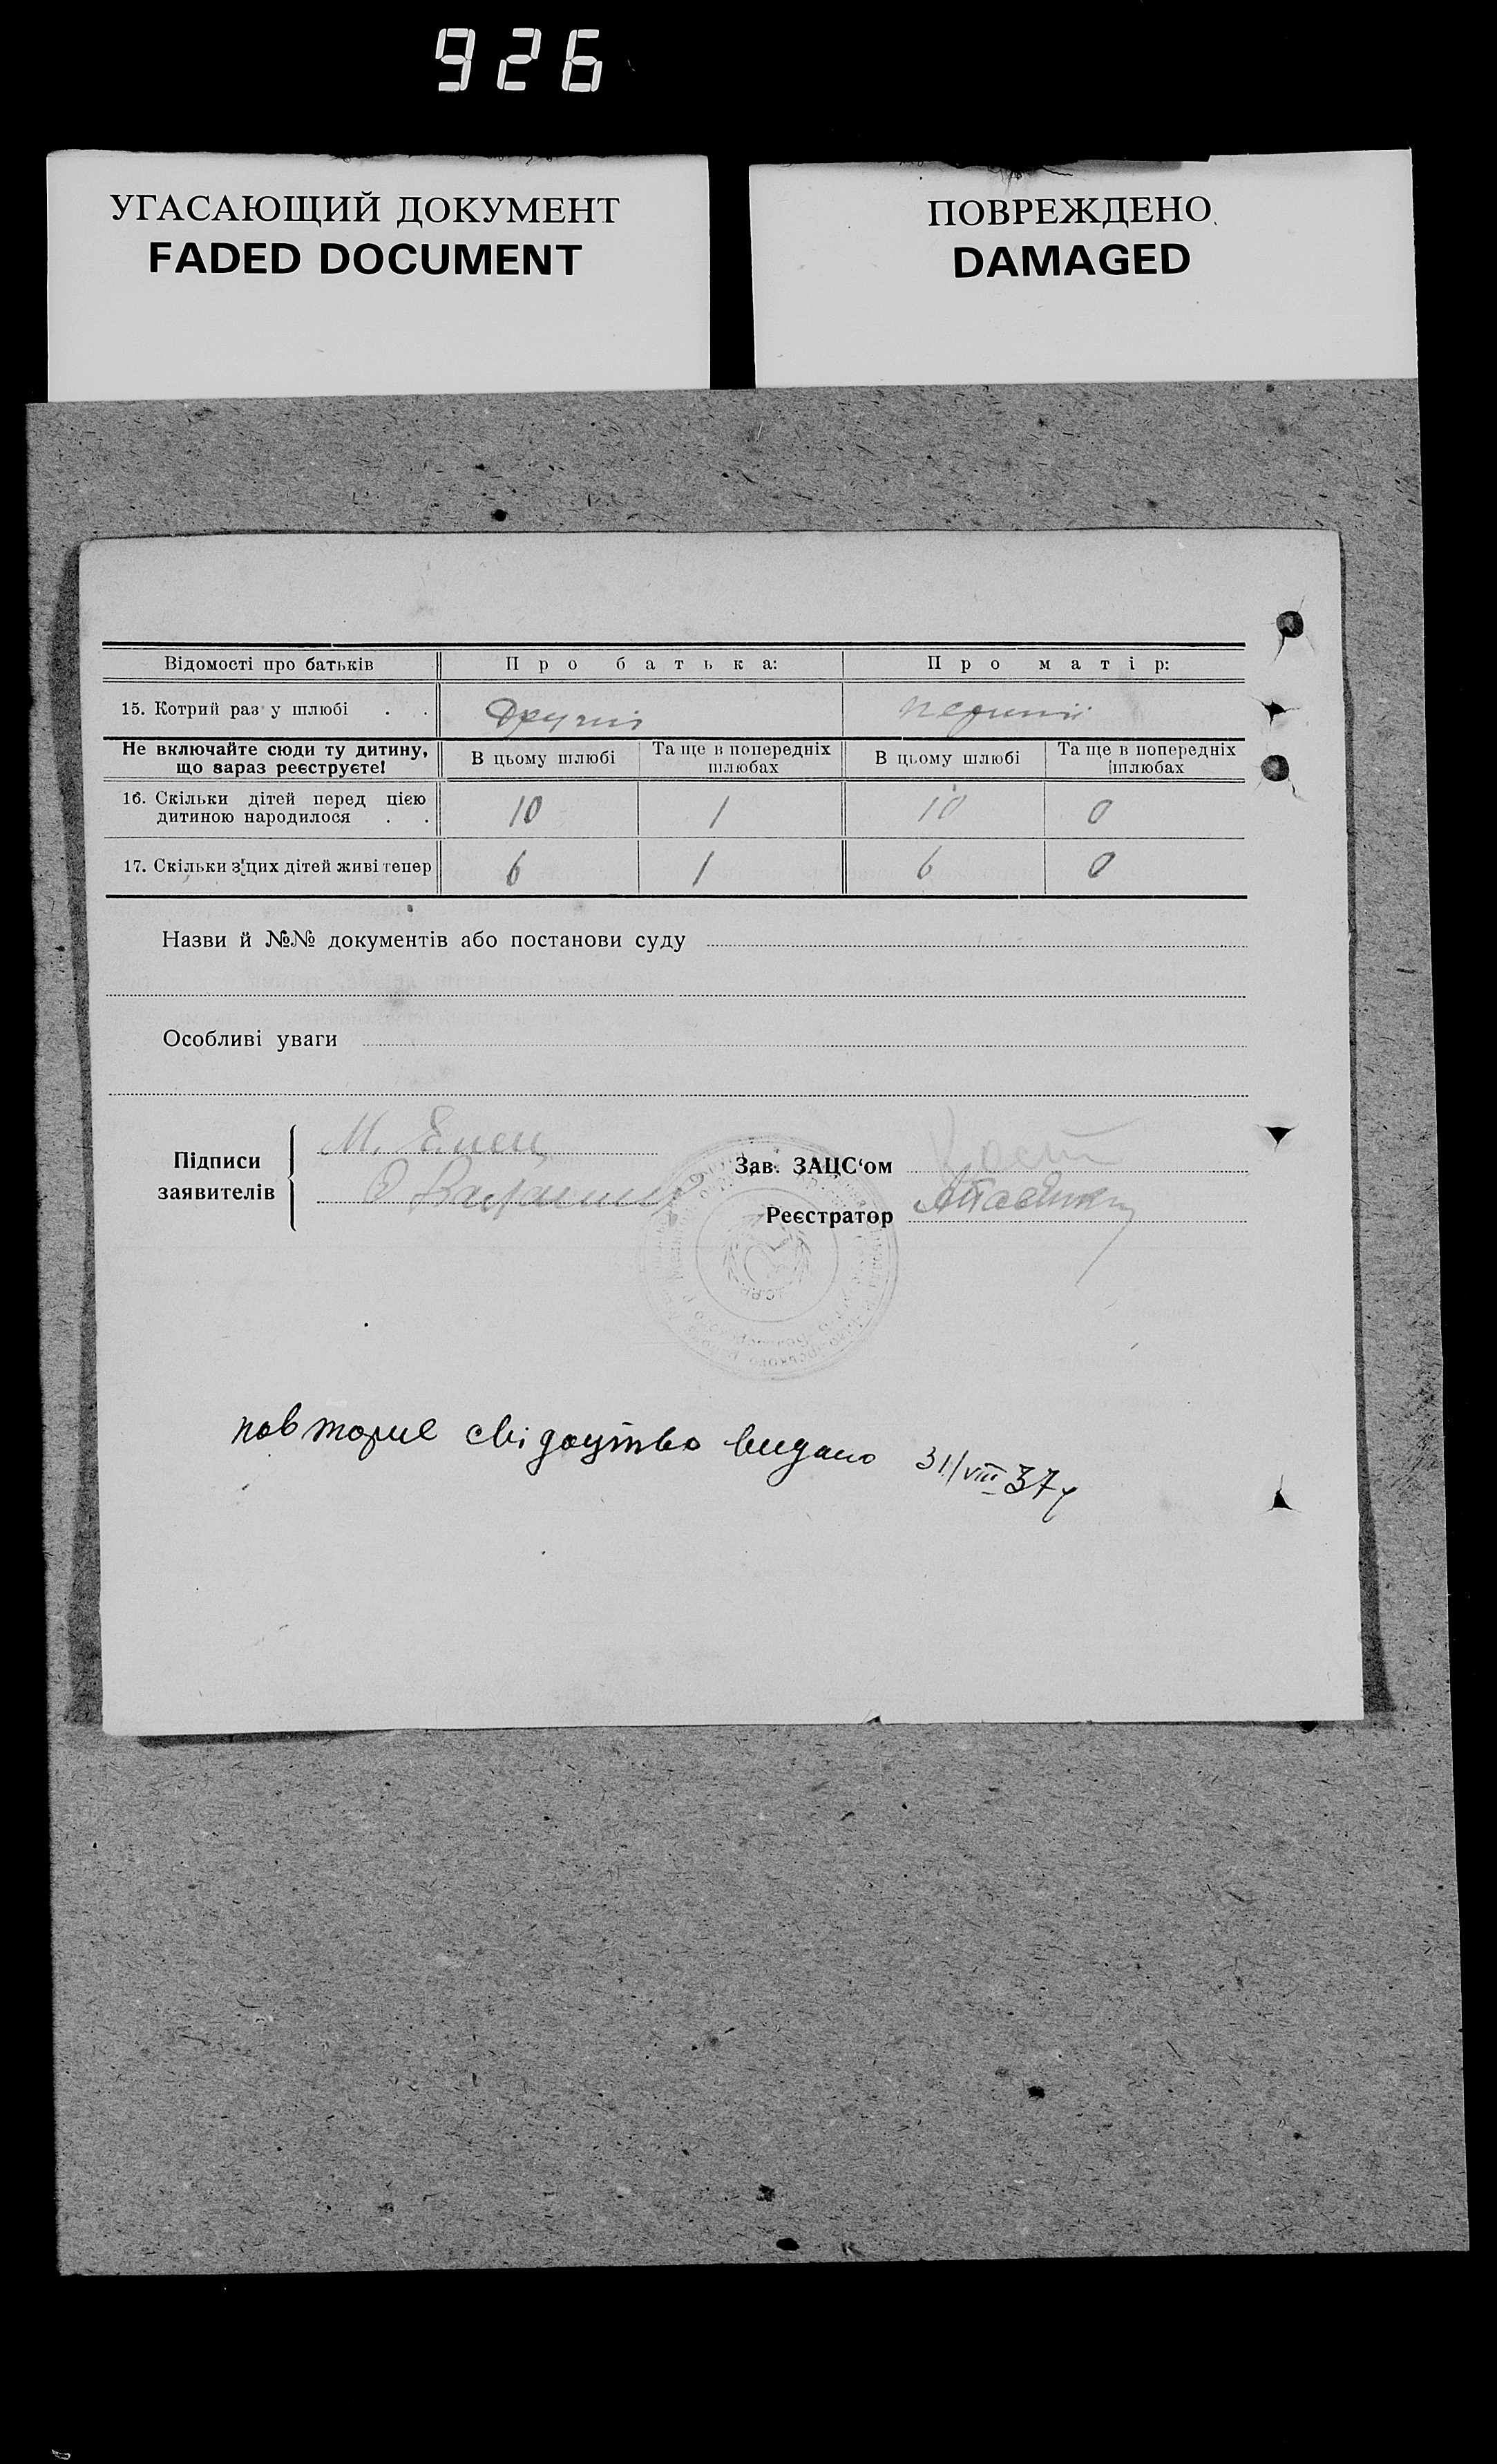 926
УГАСАЮЩИЙ ДОКУМЕНТ
FADED DOCUMENT
ПОВРЕЖДЕНО
DAMAGED
Відомості про батьків Про батька: Про матір:
15. Котрий раз у шлюбі . . Другий перший
Не включайте сюди ту дитину, що зараз реєструєте! В цьому шлюбі Та ще в попередніх шлюбах В цьому шлюбі Та ще в попередніх шлюбах
16. Скільки дітей перед цією дитиною народилося . . 10 1 10 0
17. Скільки з цих дітей живі тепер 6 1 6 0
Назви й №№ документів або постанови суду
Особливі уваги
Підписи заявителів
М.
Зав. ЗАЦС‘ом
Реєстратор
повторне свідоцтво видано 31/VIII 37